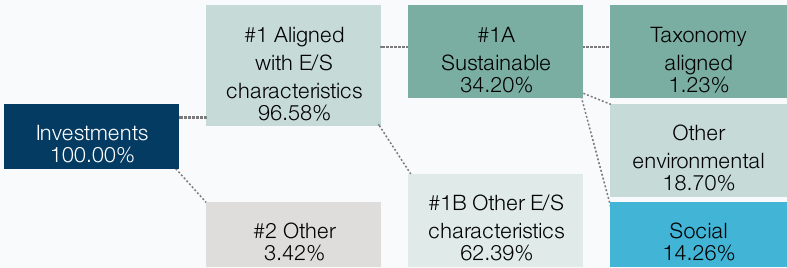 Investments
100.00%
#1 Aligned
with E/S
characteristics
96.58%
#2 Other
3.42%
#1A
Sustainable
34.20%
#1B Other E/S
characteristics
62.39%
Taxonomy
aligned
1.23%
Other
environmental
18.70%
Social
14.26%